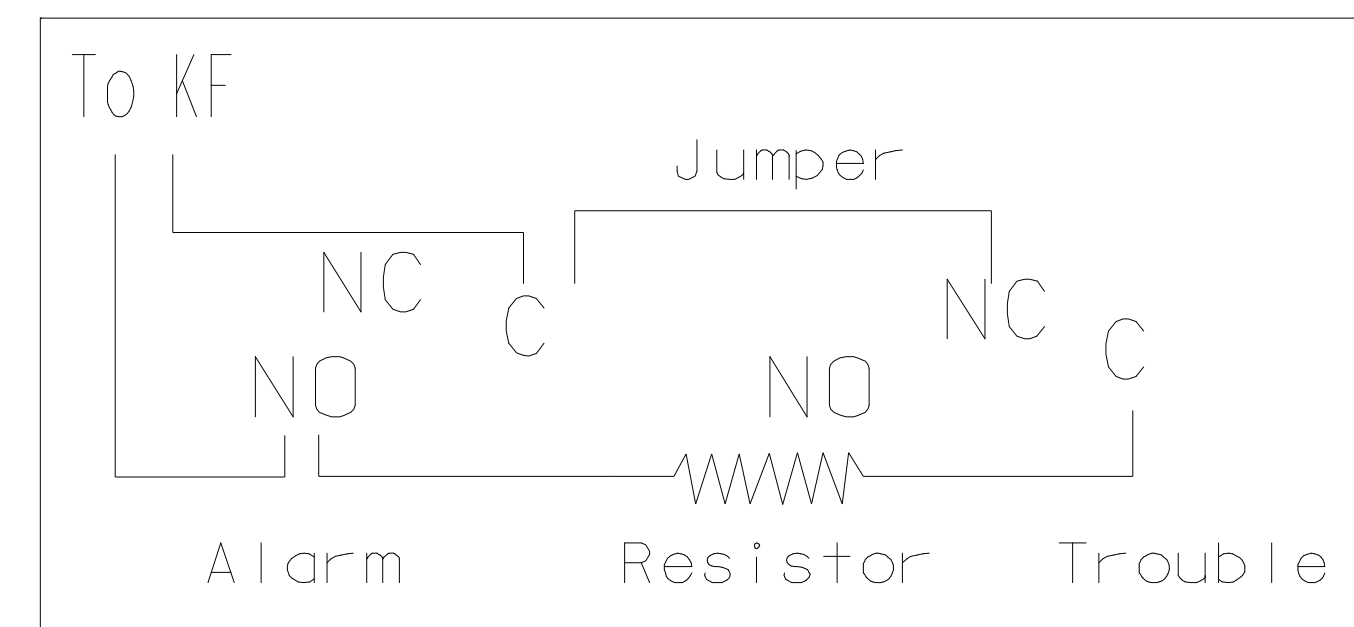 To KF
Jumper
NC
C
NC
C
NO
NO
Alarm Resistor Trouble